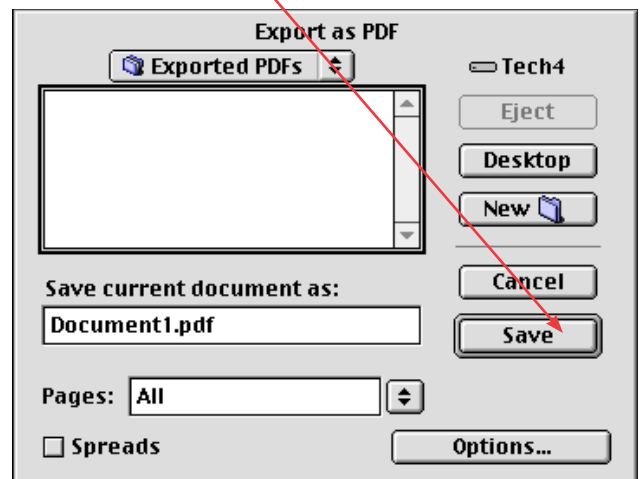 Export as PDF
Exported PDFs
Tech4
Eject
Desktop
New
Save current document as:
Cancel
Document1.pdf
Save
Pages: All
Spreads
Options...